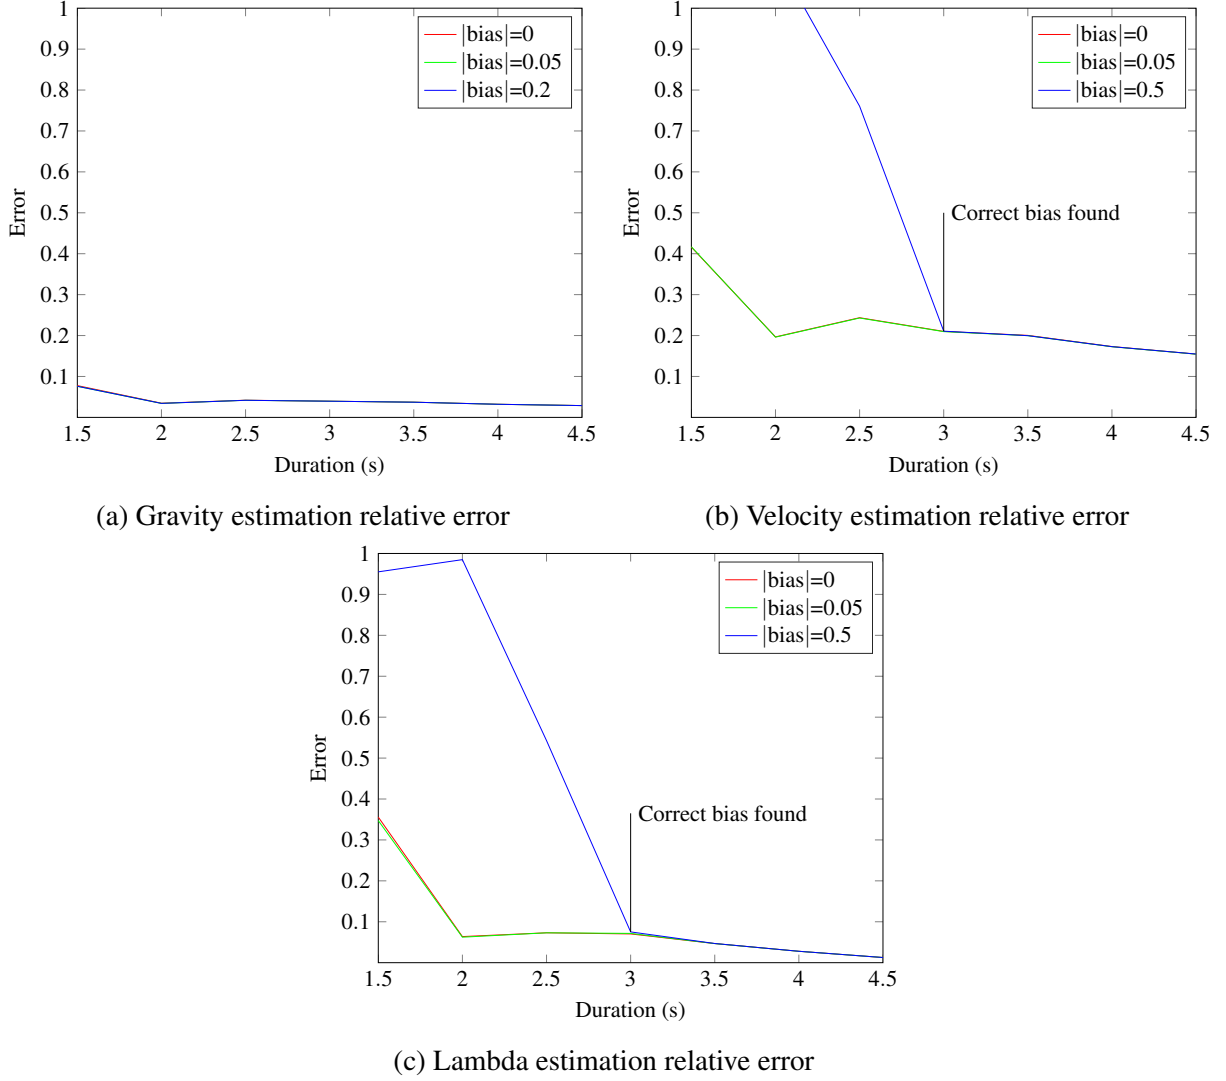 1
0.9
0.8
0.7
0.6
0.5
0.4
0.3
0.2
0.1
Error
1.5 2 2.5 3 3.5 4 4.5
Duration (s)
|bias|=0
|bias|=0.05
|bias|=0.2
(a) Gravity estimation relative error
1
0.9
0.8
0.7
0.6
0.5
0.4
0.3
0.2
0.1
Error
1.5 2 2.5 3 3.5 4 4.5
Duration (s)
|bias|=0
|bias|=0.05
|bias|=0.5
Correct bias found
(b) Velocity estimation relative error
1
0.9
0.8
0.7
0.6
0.5
0.4
0.3
0.2
0.1
Error
1.5 2 2.5 3 3.5 4 4.5
Duration (s)
|bias|=0
|bias|=0.05
|bias|=0.5
Correct bias found
(c) Lambda estimation relative error